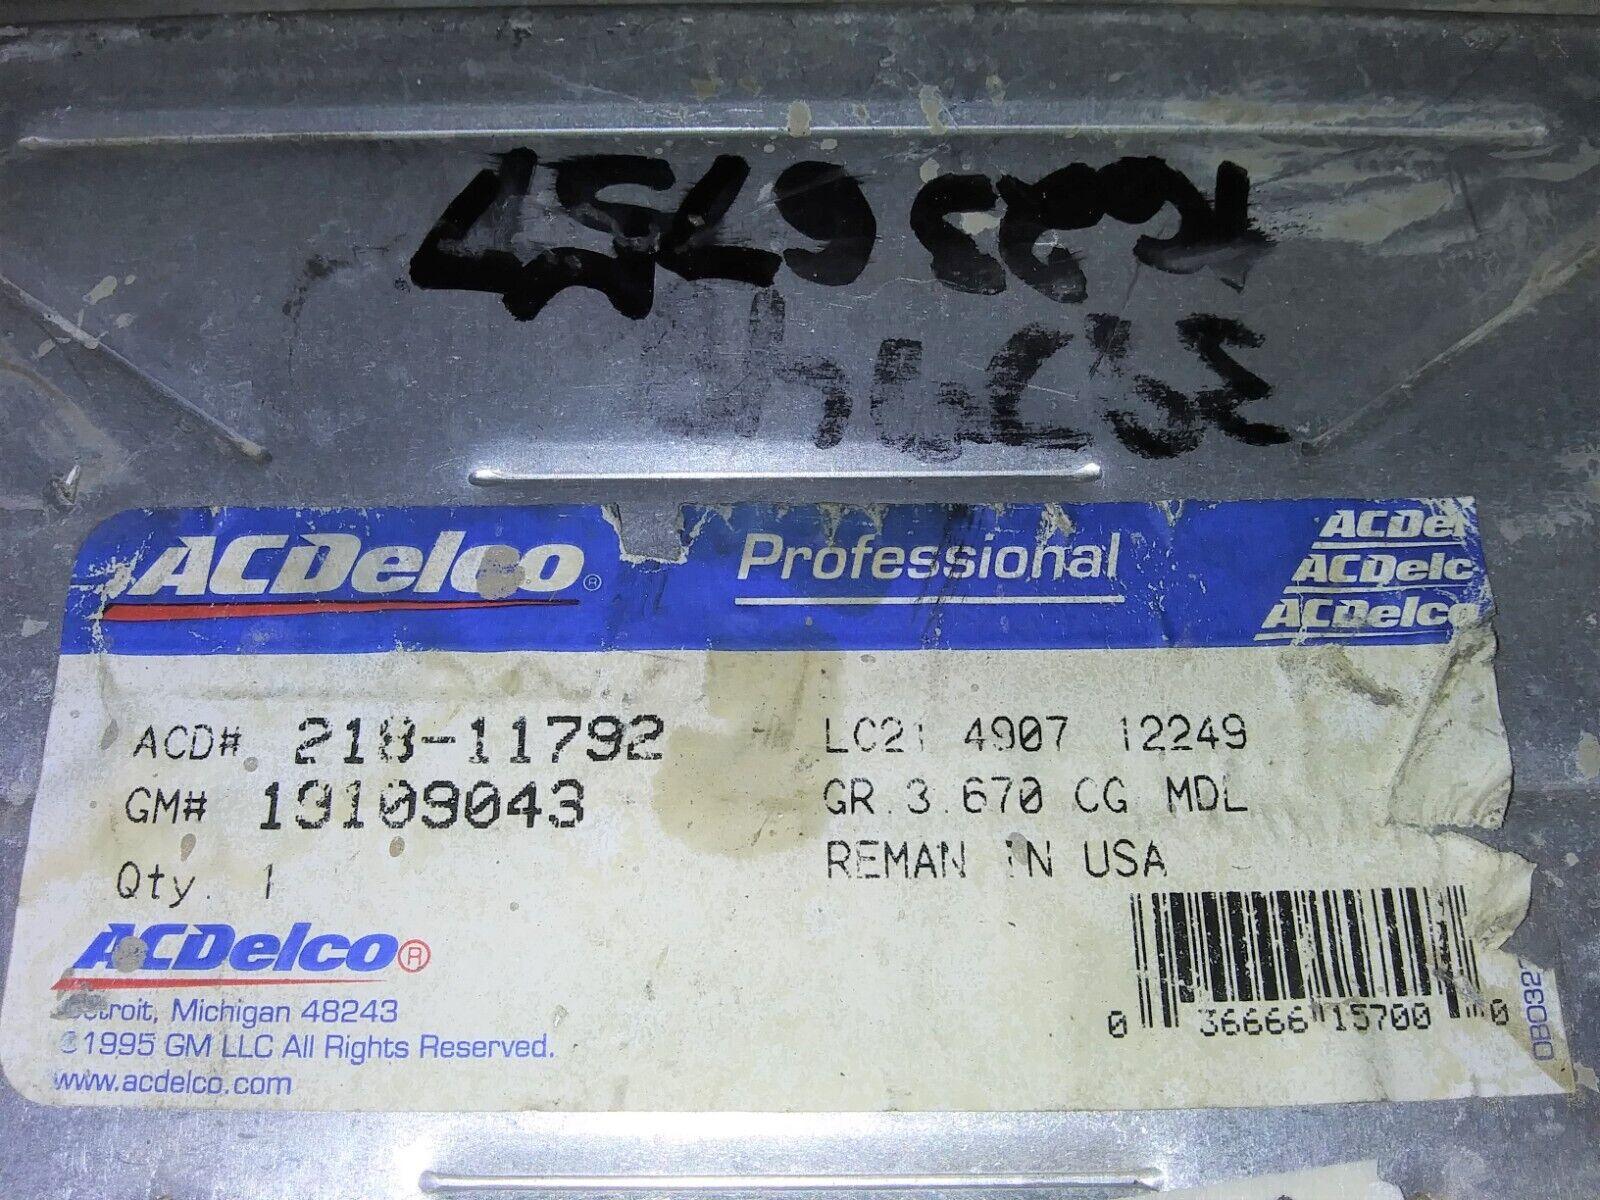 ACDelco® Professional
ACDel
ACDelc
ACDelco
ACD# 218-11792
GM# 19109043
Qty. 1
LC21 4907 12249
GR. 3.670 CG MDL
REMAN IN USA
ACDelco®
Detroit, Michigan 48243
©1995 GM LLC All Rights Reserved.
www.acdelco.com
0 36666 15700 0